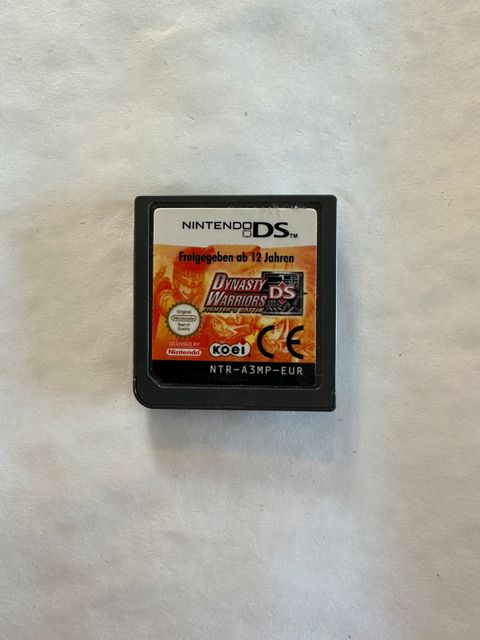 NINTENDO DS™
Freigegeben ab 12 Jahren
DYNASTY
WARRIORS DS
FIGHTER'S BATTLE
Original
Nintendo
Seal of
Quality
LICENSED BY
Nintendo
KOEI
CE
NTR-A3MP-EUR